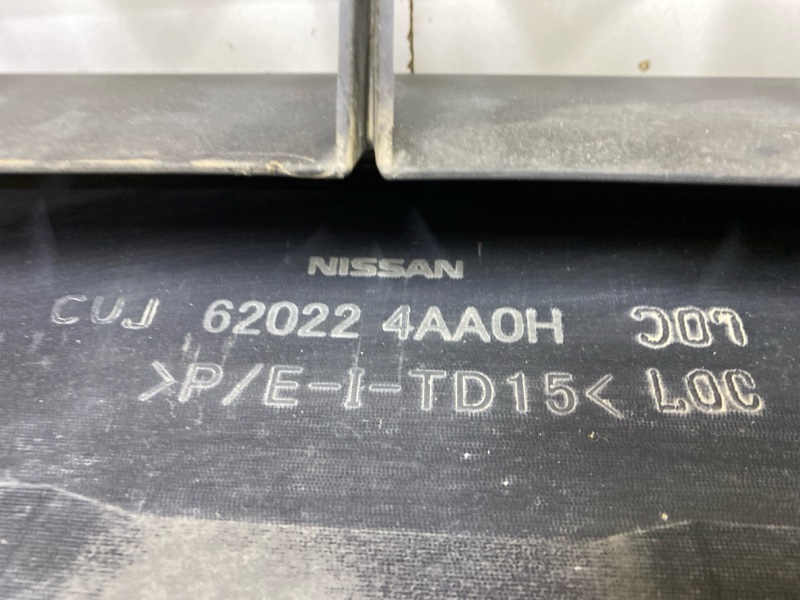 NISSAN
CUJ 62022 4AA0H LOC
>P/E-I-TD15< LOC